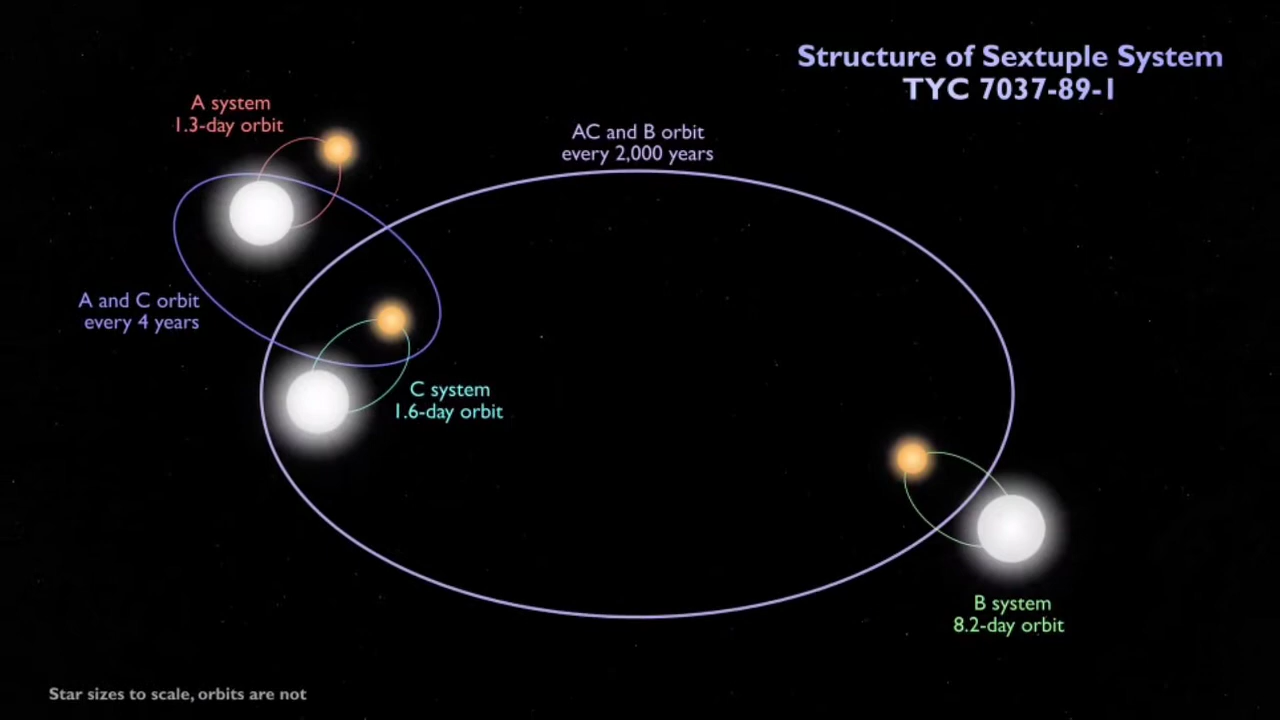 Structure of Sextuple System
TYC 7037-89-1
A system
1.3-day orbit
AC and B orbit
every 2,000 years
A and C orbit
every 4 years
C system
1.6-day orbit
B system
8.2-day orbit
Star sizes to scale, orbits are not